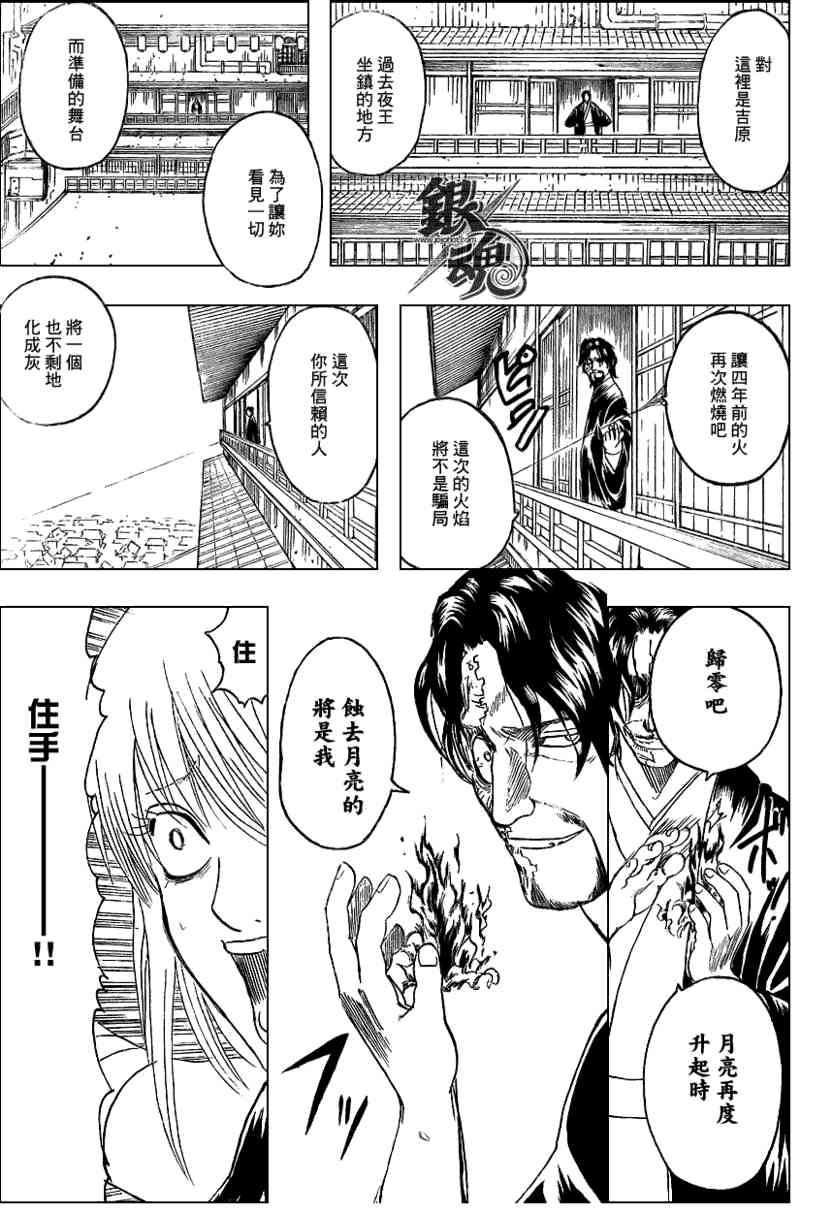 對
這裡是吉原
過去夜王
坐鎮的地方
為了讓妳
看見一切
而準備的舞台
銀魂
讓四年前的火
再次燃燒吧
這次的火焰
將不是騙局
ピッ
這次
你所信賴的人
將一個
也不剩地
化成灰
歸零吧
ボッ
月亮再度
升起時
蝕去月亮的
將是我
住
住手——!!